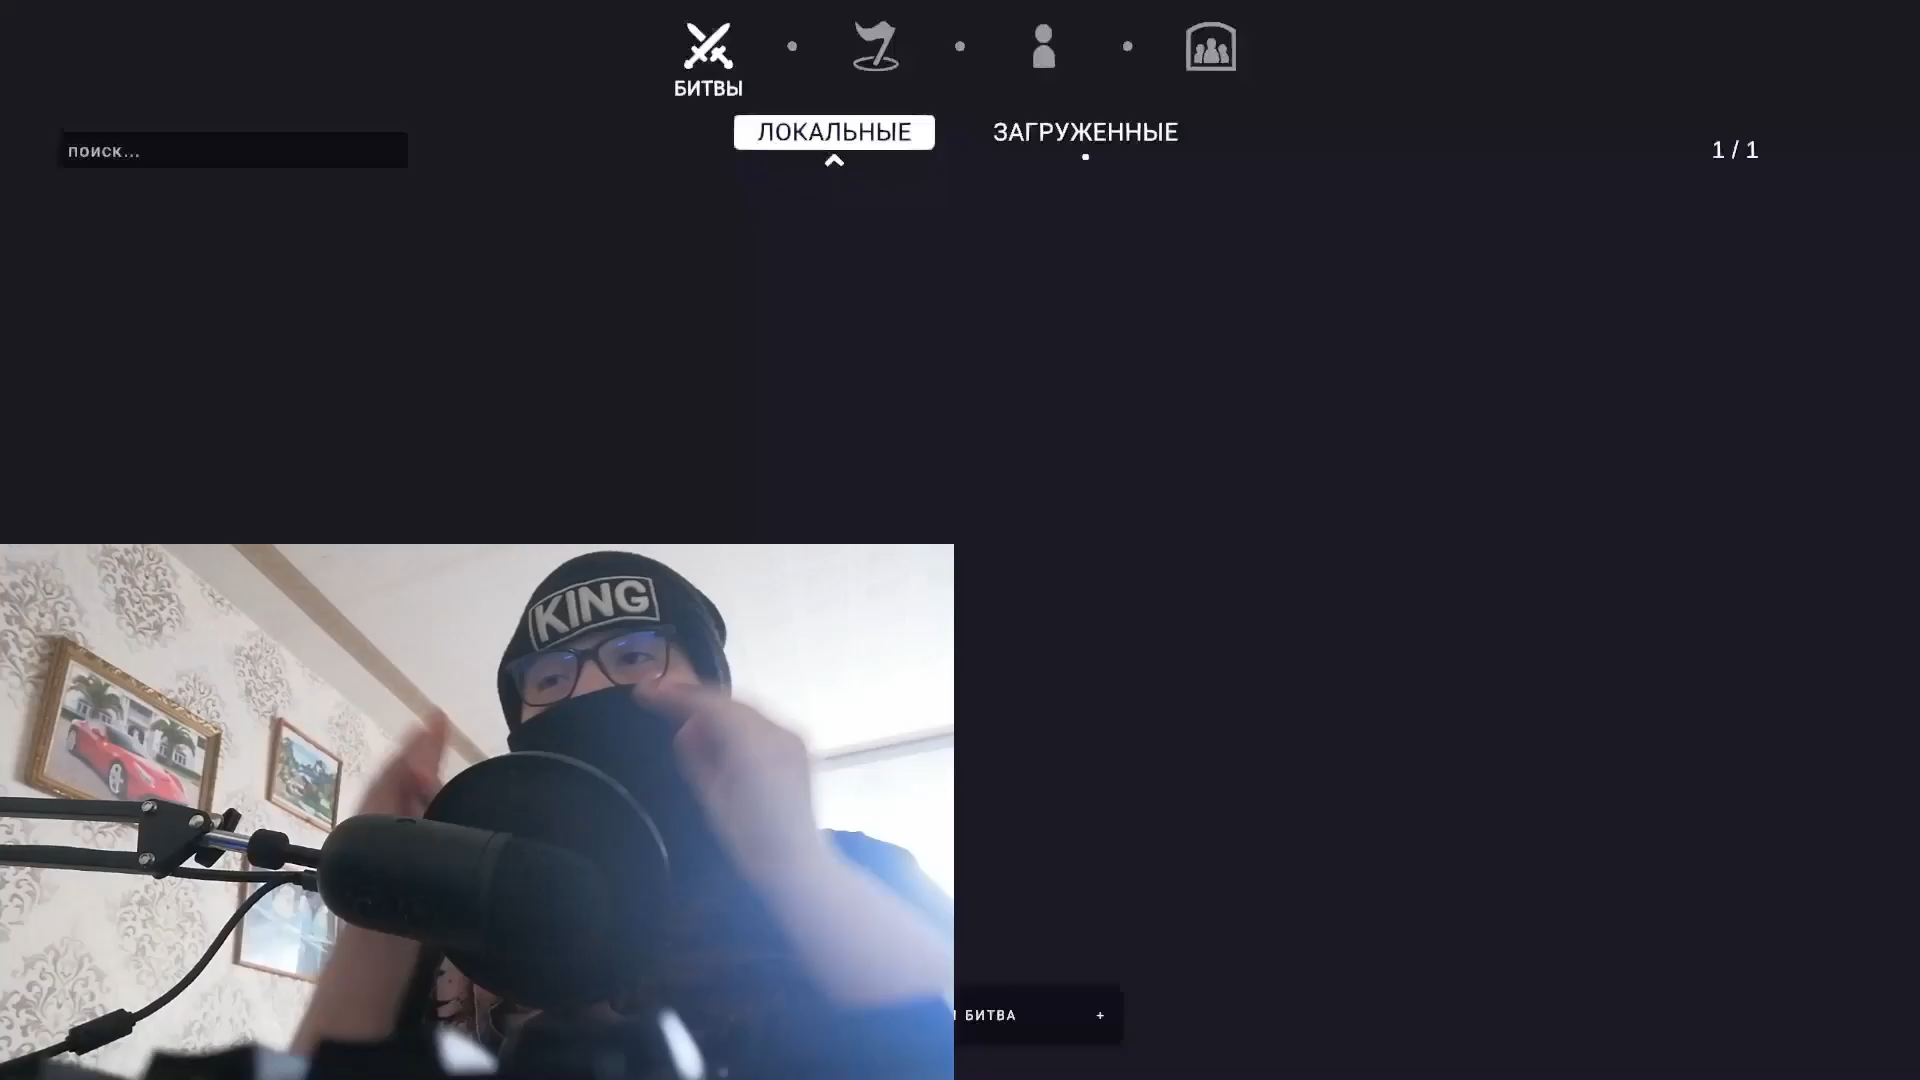 БИТВЫ
ЛОКАЛЬНЫЕ
ЗАГРУЖЕННЫЕ
поиск...
1 / 1
KING
БИТВА +